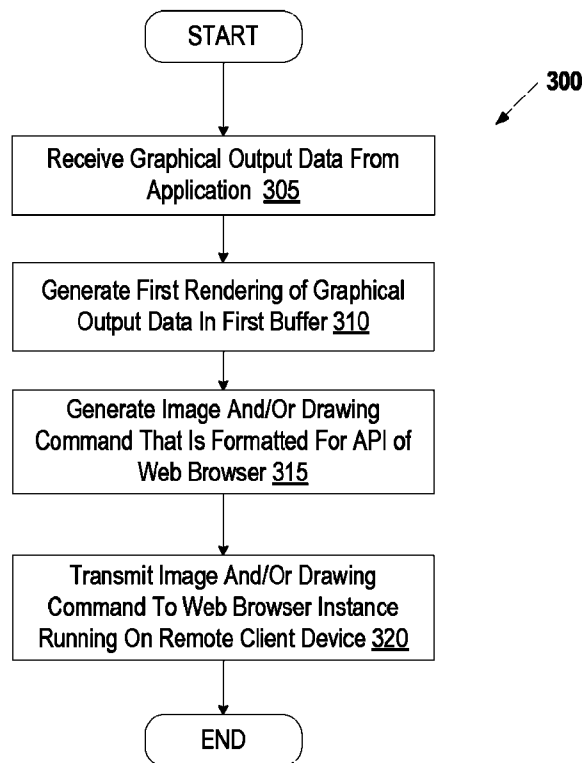 START
300
Receive Graphical Output Data From
Application 305
Generate First Rendering of Graphical
Output Data In First Buffer 310
Generate Image And/Or Drawing
Command That Is Formatted For API of
Web Browser 315
Transmit Image And/Or Drawing
Command To Web Browser Instance
Running On Remote Client Device 320
END